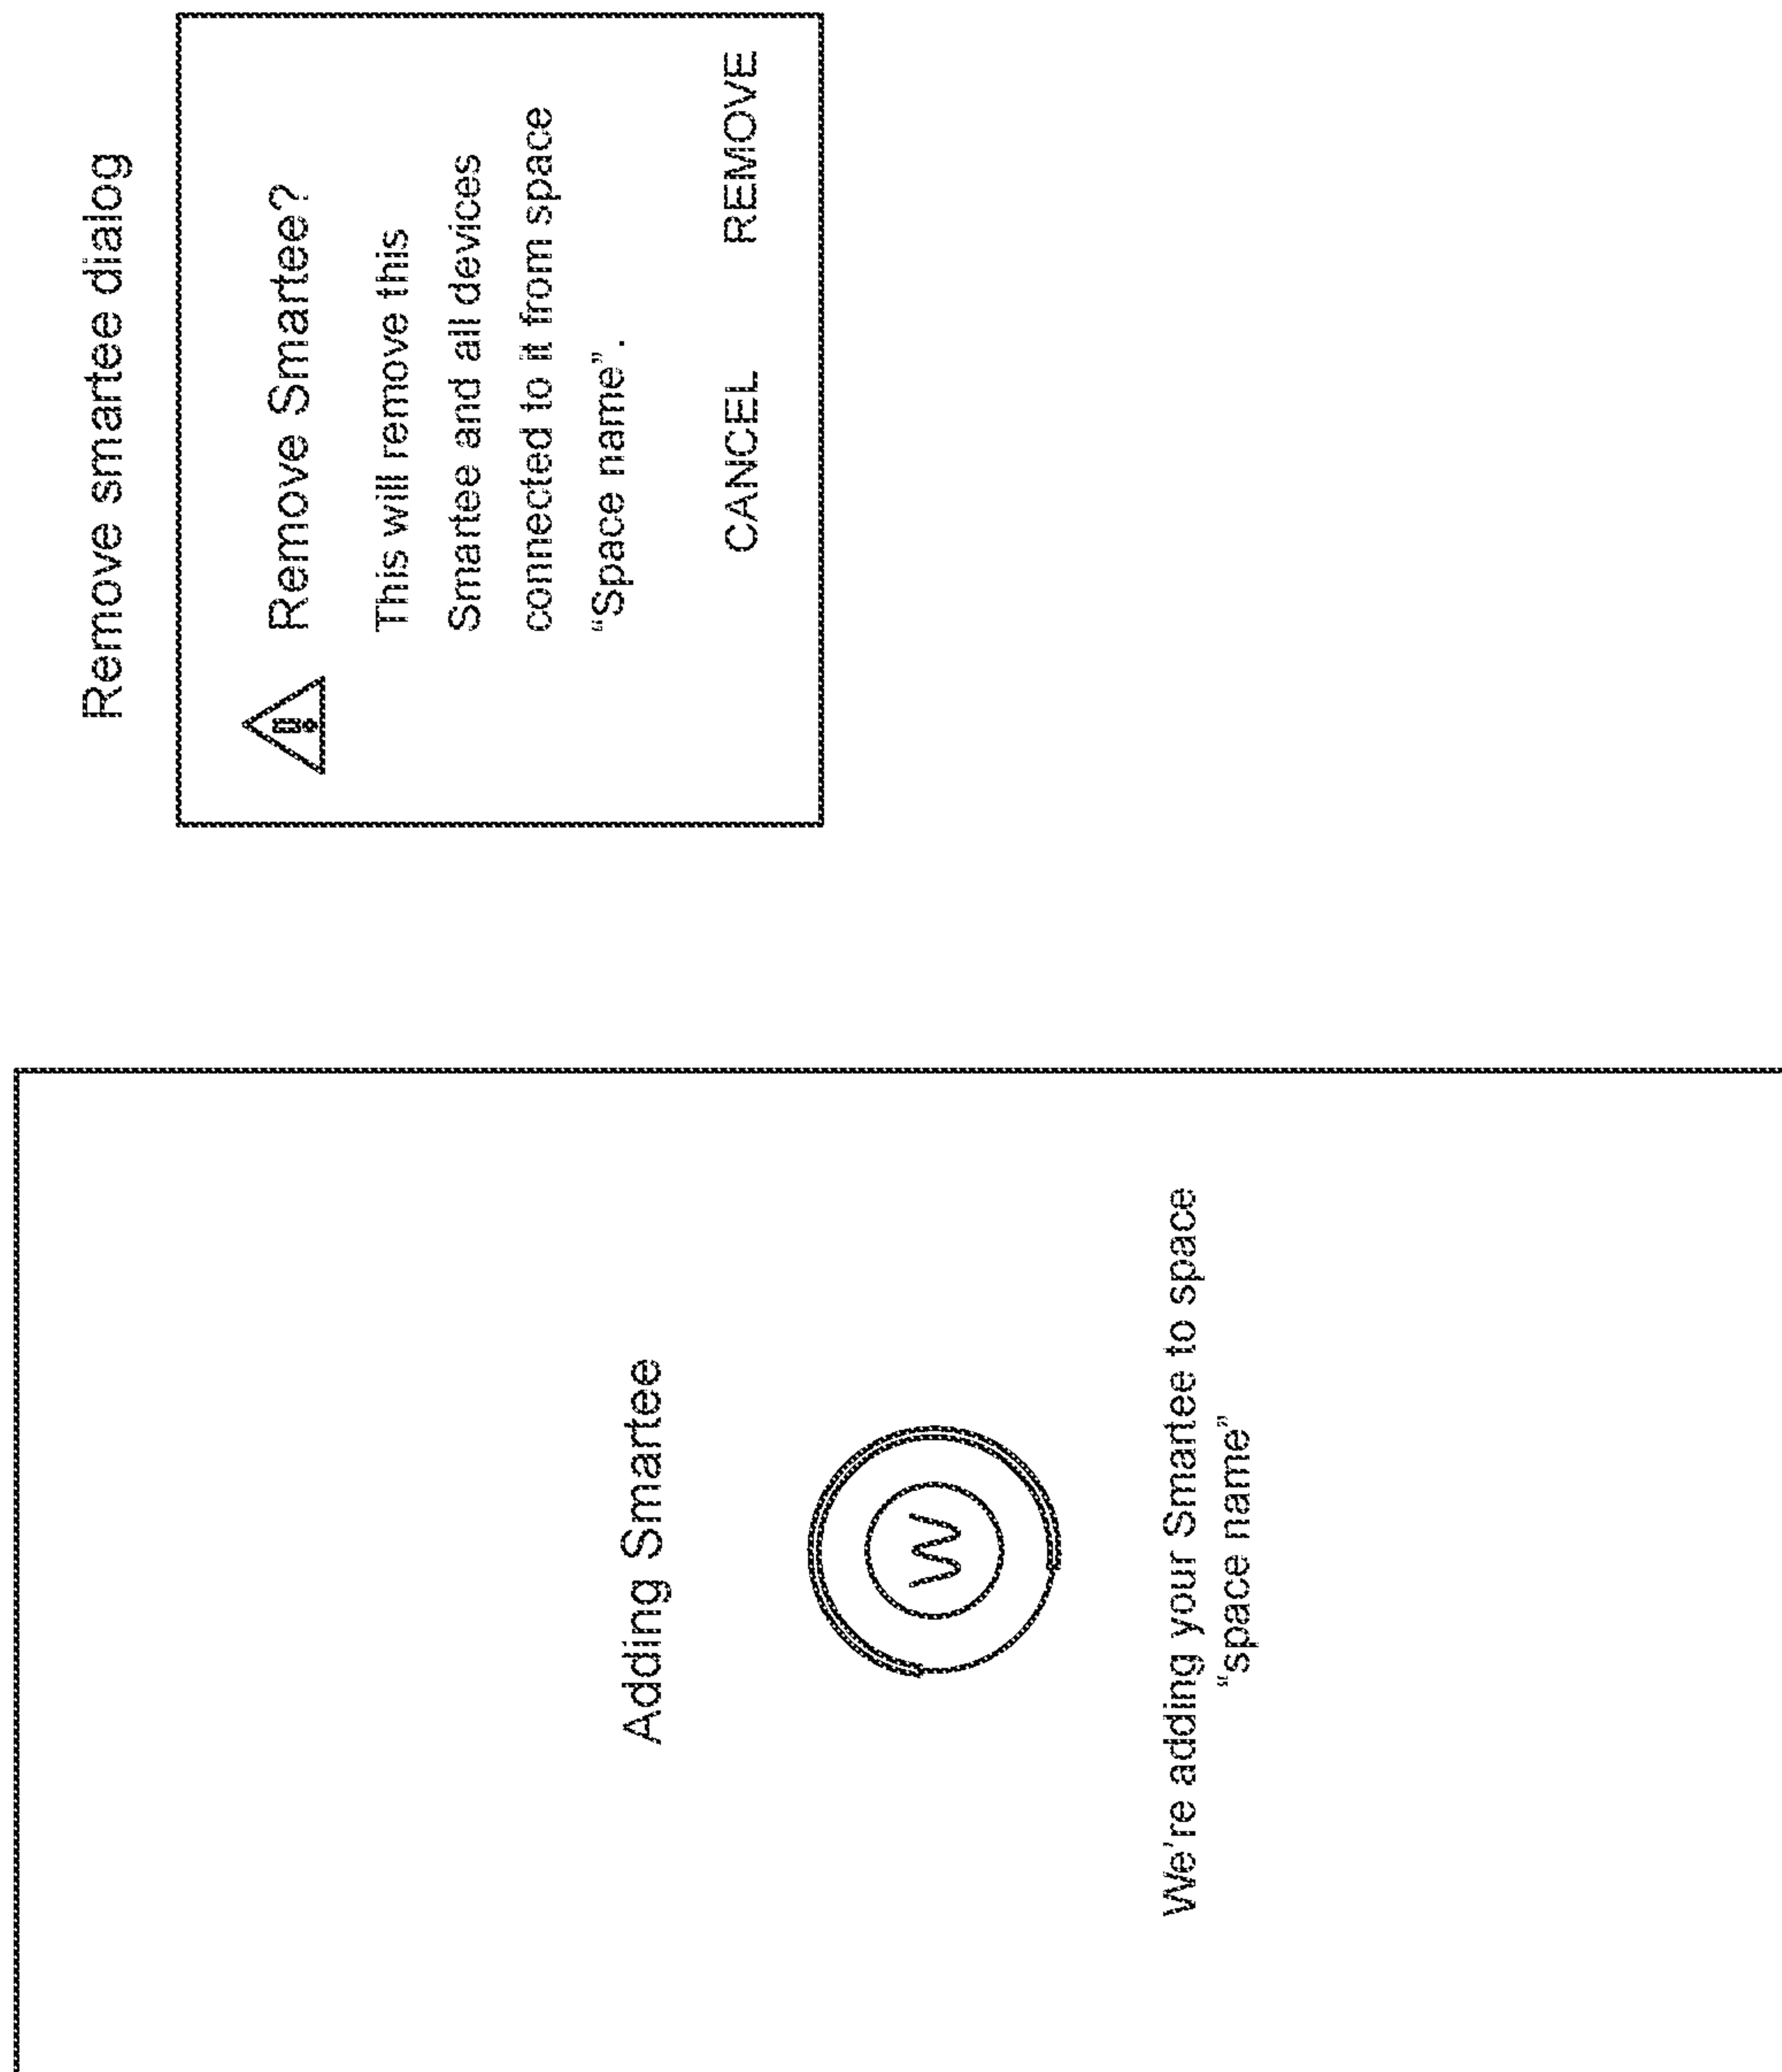 Adding Smartee
W
We're adding your Smartee to space
“space name”
Remove smartee dialog
Remove Smartee?
This will remove this
Smartee and all devices
connected to it from space
“Space name”.
CANCEL REMOVE